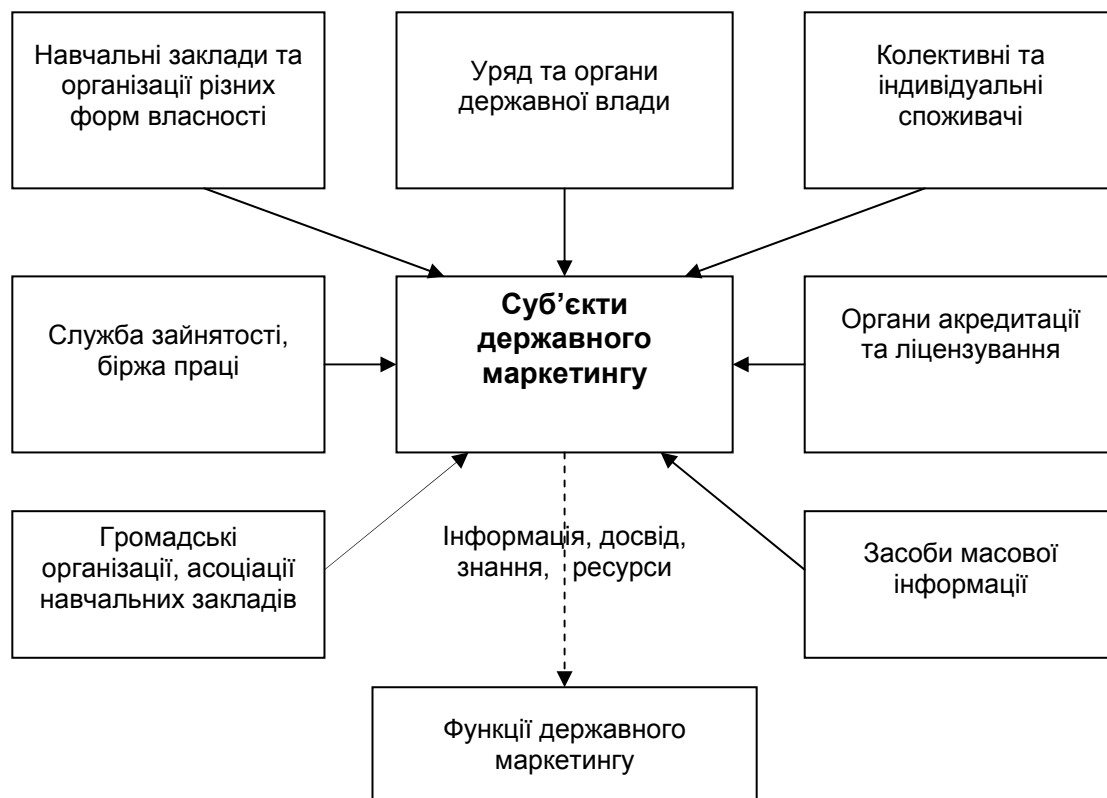 Навчальні заклади та
організації різних
форм власності
Уряд та органи
державної влади
Колективні та
індивідуальні
споживачі
Служба зайнятості,
біржа праці
Суб’єкти
державного
маркетингу
Органи акредитації
та ліцензування
Громадські
організації, асоціації
навчальних закладів
Інформація, досвід,
знання, ресурси
Засоби масової
інформації
Функції державного
маркетингу